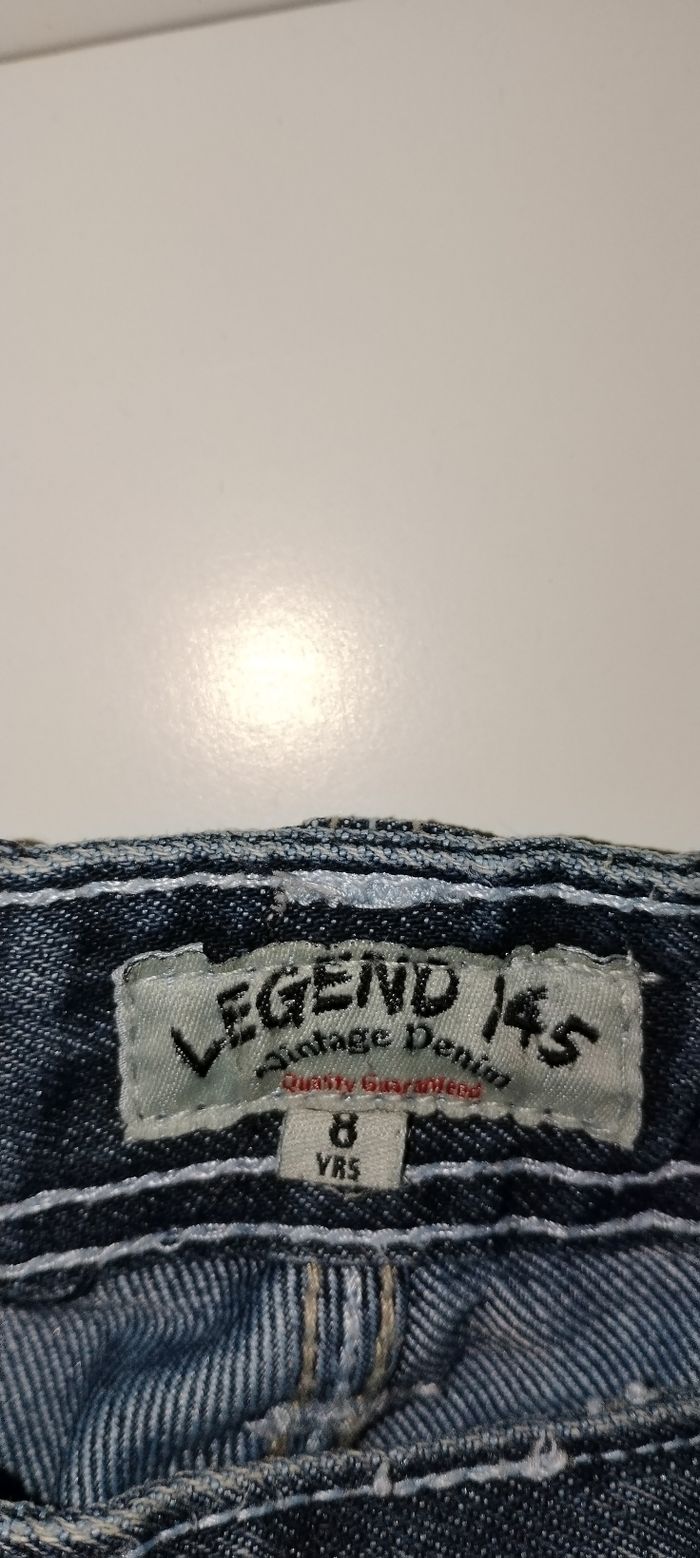 LEGEND 145
Vintage Denim
Quality Guaranteed
8
YRS